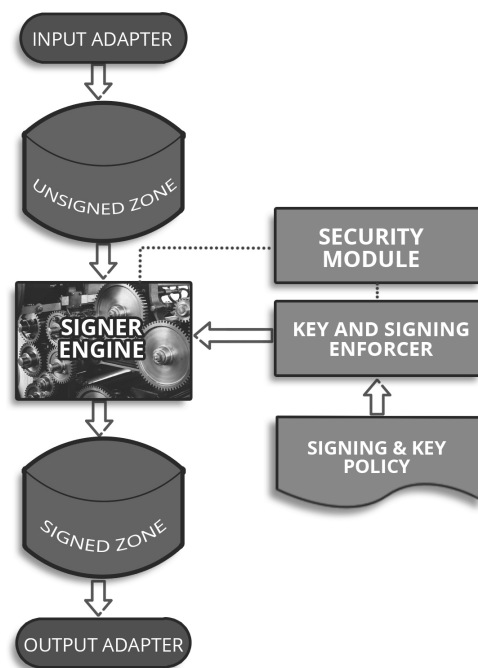 INPUT ADAPTER
UNSIGNED ZONE
SECURITY
MODULE
SIGNER
ENGINE
KEY AND SIGNING
ENFORCER
SIGNING & KEY
POLICY
SIGNED ZONE
OUTPUT ADAPTER